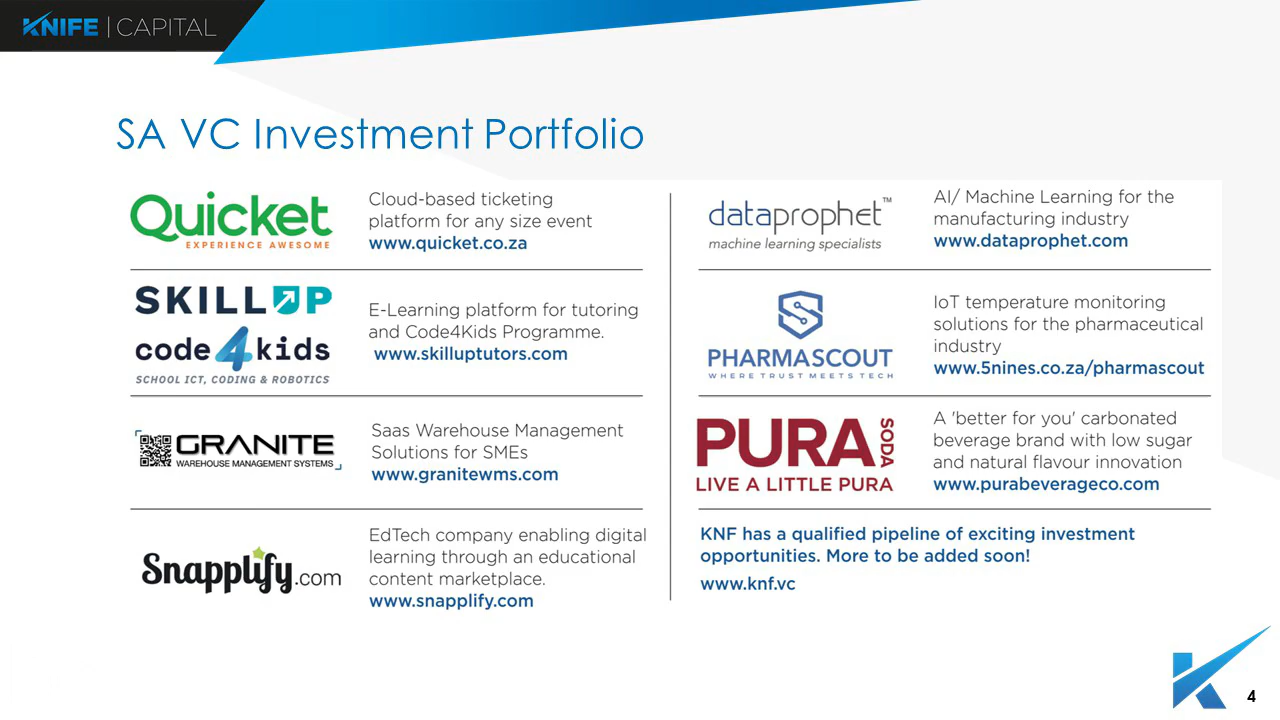 KNIFE | CAPITAL
SA VC Investment Portfolio
Quicket
EXPERIENCE AWESOME
Cloud-based ticketing
platform for any size event
www.quicket.co.za
SKILLUP
code4kids
SCHOOL ICT, CODING & ROBOTICS
E-Learning platform for tutoring
and Code4Kids Programme.
www.skilluptutors.com
GRANITE
WAREHOUSE MANAGEMENT SYSTEMS
Saas Warehouse Management
Solutions for SMEs
www.granitewms.com
Snapplify.com
EdTech company enabling digital
learning through an educational
content marketplace.
www.snapplify.com
dataprophet™
machine learning specialists
AI/ Machine Learning for the
manufacturing industry
www.dataprophet.com
PHARMASCOUT
WHERE TRUST MEETS TECH
IoT temperature monitoring
solutions for the pharmaceutical
industry
www.5nines.co.za/pharmascout
PURA SODA
LIVE A LITTLE PURA
A 'better for you' carbonated
beverage brand with low sugar
and natural flavour innovation
www.purabeverageco.com
KNF has a qualified pipeline of exciting investment
opportunities. More to be added soon!
www.knf.vc
4